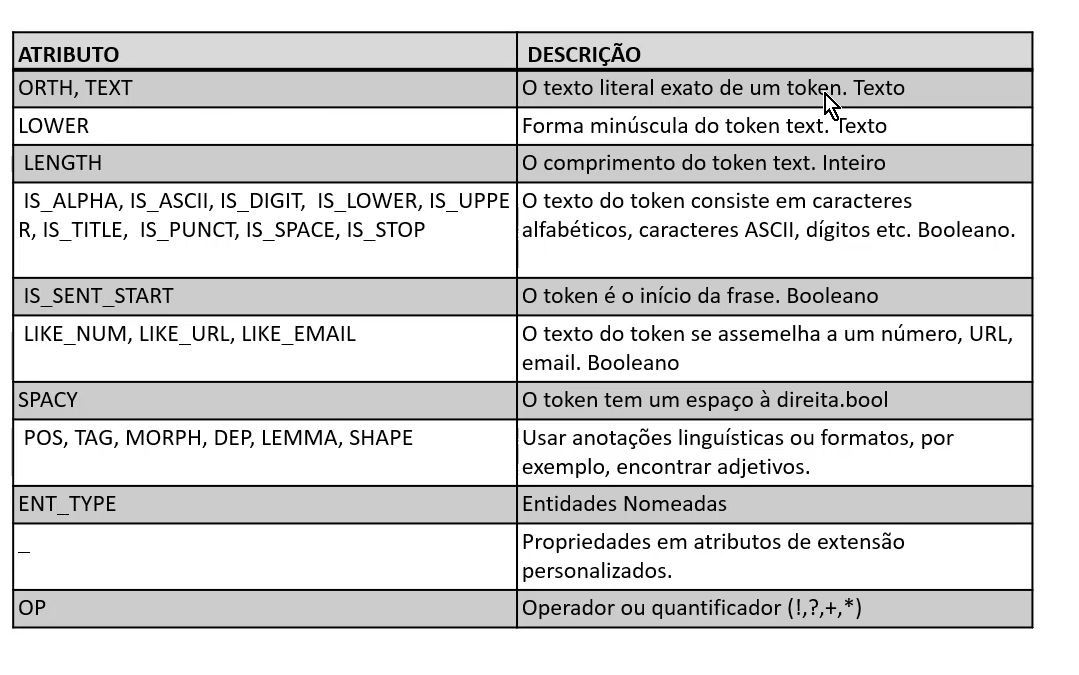 ATRIBUTO DESCRIÇÃO
ORTH, TEXT O texto literal exato de um token. Texto
LOWER Forma minúscula do token text. Texto
LENGTH O comprimento do token text. Inteiro
IS_ALPHA, IS_ASCII, IS_DIGIT, IS_LOWER, IS_UPPE
R, IS_TITLE, IS_PUNCT, IS_SPACE, IS_STOP
O texto do token consiste em caracteres
alfabéticos, caracteres ASCII, dígitos etc. Booleano.
IS_SENT_START O token é o início da frase. Booleano
LIKE_NUM, LIKE_URL, LIKE_EMAIL O texto do token se assemelha a um número, URL,
email. Booleano
SPACY O token tem um espaço à direita.bool
POS, TAG, MORPH, DEP, LEMMA, SHAPE Usar anotações linguísticas ou formatos, por
exemplo, encontrar adjetivos.
ENT_TYPE Entidades Nomeadas
_ Propriedades em atributos de extensão
personalizados.
OP Operador ou quantificador (!,?,+,*)